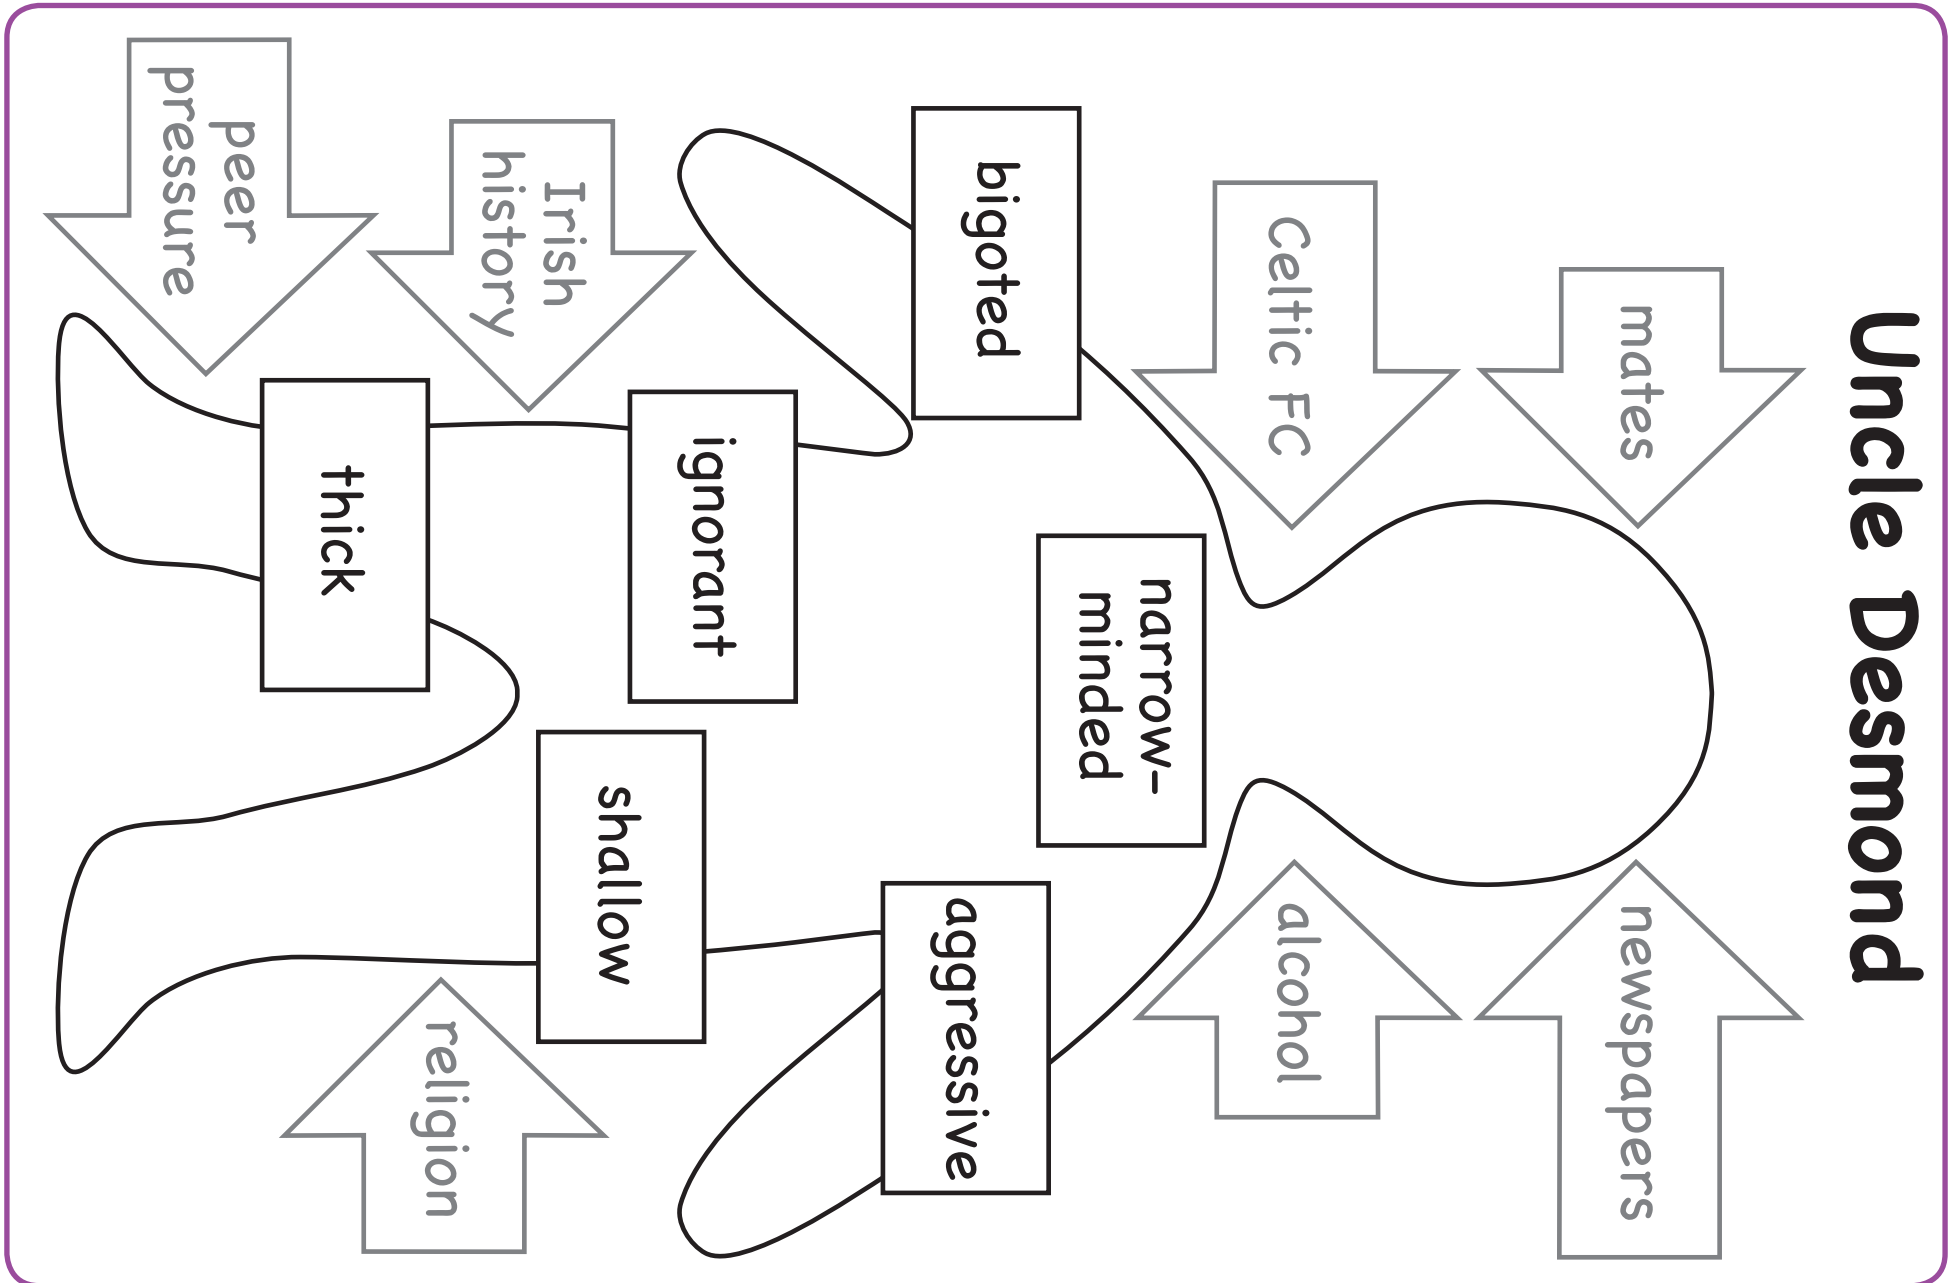 Uncle Desmond
mates
newspapers
Celtic FC
alcohol
narrow-
minded
bigoted
aggressive
ignorant
shallow
Irish
history
religion
thick
peer
pressure